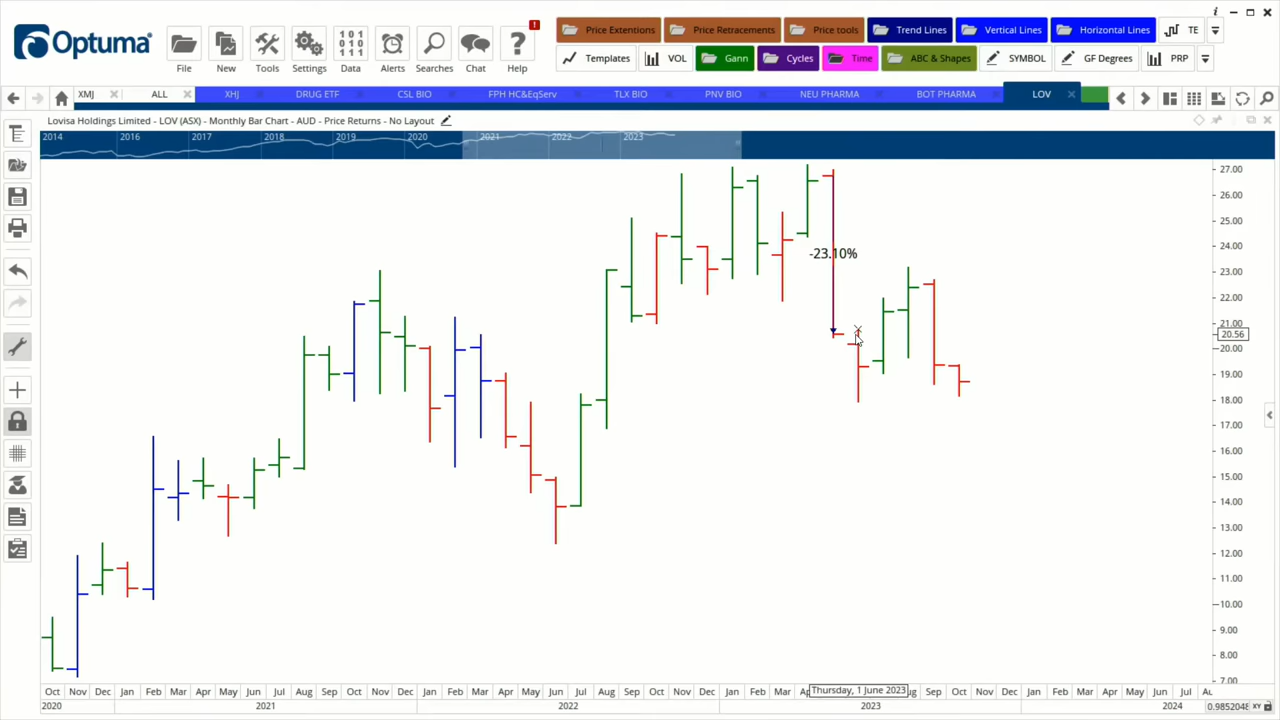 i
Optuma
File
New
Tools
Settings
101
010
111
Data
Alerts
Searches
Chat
?
!
Help
Price Extentions
Price Retracements
Price tools
Trend Lines
Vertical Lines
Horizontal Lines
TE
Templates
VOL
Gann
Cycles
Time
ABC & Shapes
SYMBOL
GF Degrees
PRP
XMJ
ALL
XHJ
DRUG ETF
CSL BIO
FPH HC&EqServ
TLX BIO
PNV BIO
NEU PHARMA
BOT PHARMA
LOV
Lovisa Holdings Limited - LOV (ASX) - Monthly Bar Chart - AUD - Price Returns - No Layout
2014 2016 2017 2018 2019 2020 2021 2022 2023
27.00
26.00
25.00
24.00
-23.10%
23.00
22.00
21.00
20.56
20.00
19.00
18.00
17.00
16.00
15.00
14.00
13.00
12.00
11.00
10.00
9.00
8.00
7.00
Oct Nov Dec Jan Feb Mar Apr May Jun Jul Aug Sep Oct Nov Dec Jan Feb Mar Apr May Jun Jul Aug Sep Oct Nov Dec Jan Feb Mar Thursday, 1 June 2023 Sep Oct Nov Dec Jan Feb Mar Apr May Jun Jul
2020 2021 2022 2023 2024
XY